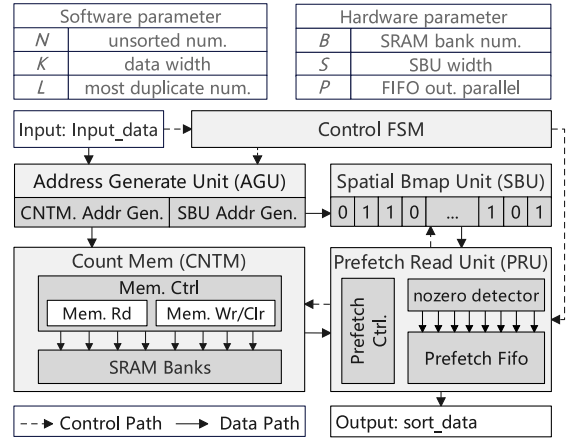 Software parameter
N unsorted num.
K data width
L most duplicate num.
Hardware parameter
B SRAM bank num.
S SBU width
P FIFO out. parallel
Input: Input_data
Control FSM
Address Generate Unit (AGU)
CNTM. Addr Gen. SBU Addr Gen.
Spatial Bmap Unit (SBU)
0 1 1 0 ... 1 0 1
Count Mem (CNTM)
Mem. Ctrl
Mem. Rd Mem. Wr/Clr
SRAM Banks
Prefetch Read Unit (PRU)
Prefetch
Ctrl.
nozero detector
Prefetch Fifo
Control Path Data Path
Output: sort_data